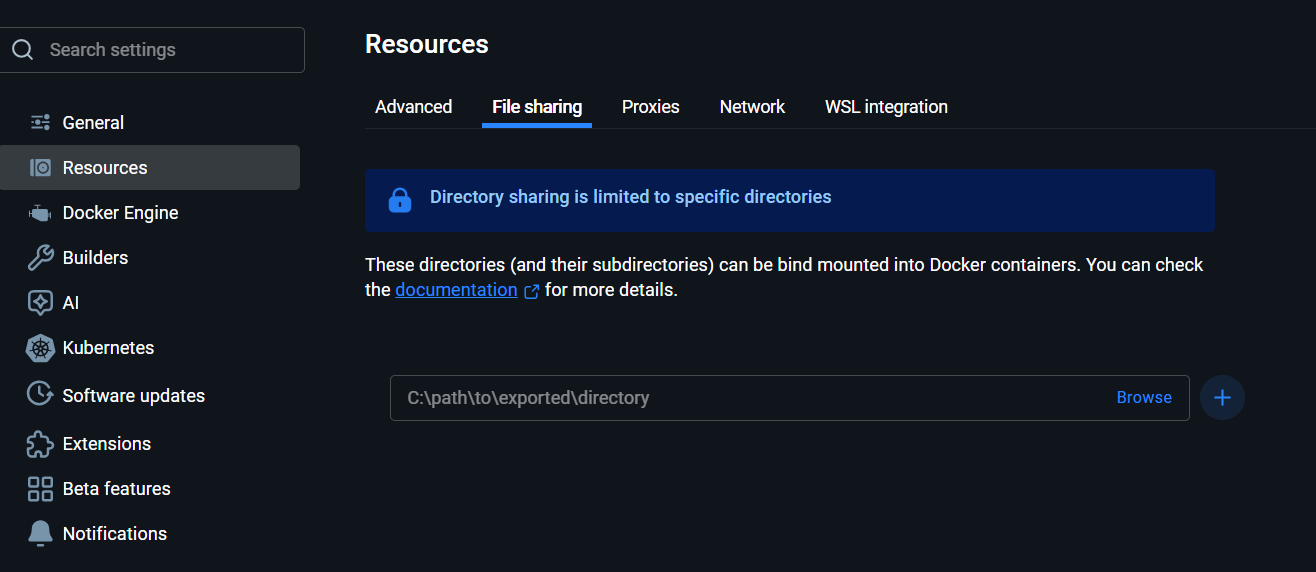 Search settings
General
Resources
Docker Engine
Builders
AI
Kubernetes
Software updates
Extensions
Beta features
Notifications
Resources
Advanced File sharing Proxies Network WSL integration
Directory sharing is limited to specific directories
These directories (and their subdirectories) can be bind mounted into Docker containers. You can check
the documentation for more details.
C:\path\to\exported\directory Browse